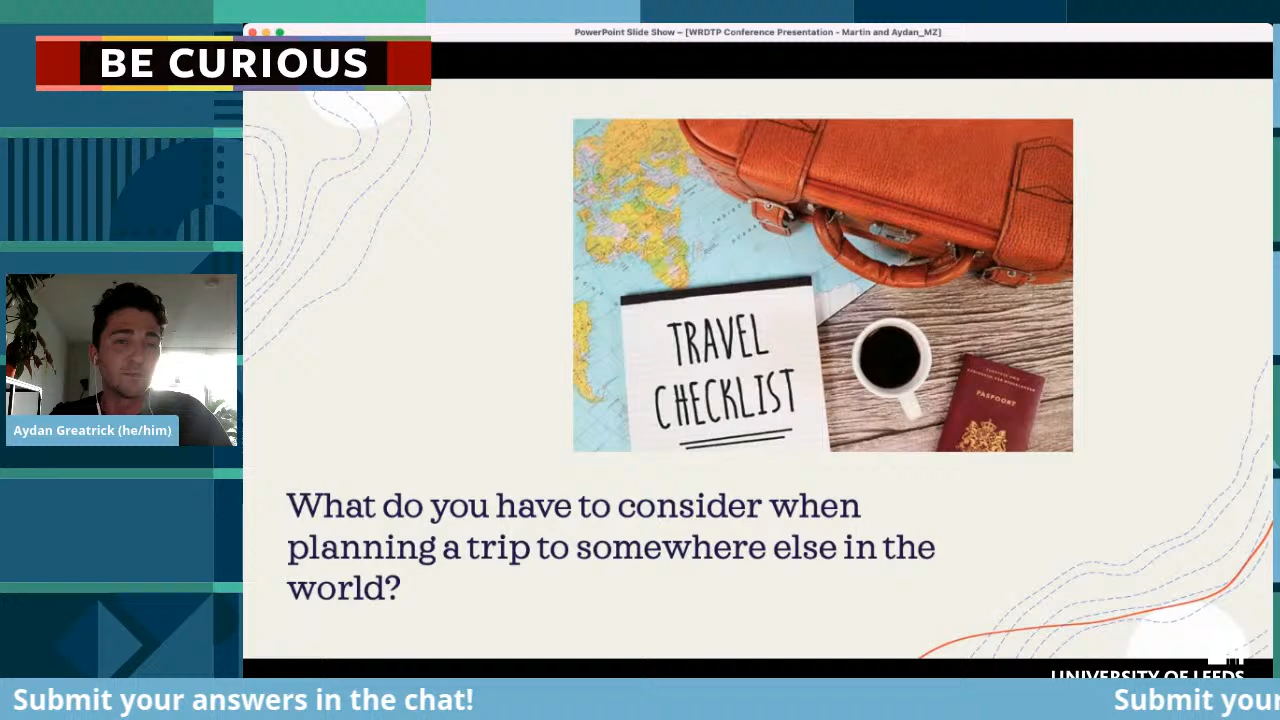 PowerPoint Slide Show – [WRDTP Conference Presentation - Martin and Aydan_MZ]
BE CURIOUS
TRAVEL
CHECKLIST
PASPOORT
Aydan Greatrick (he/him)
What do you have to consider when
planning a trip to somewhere else in the
world?
UNIVERSITY OF LEEDS
Submit your answers in the chat!
Submit your